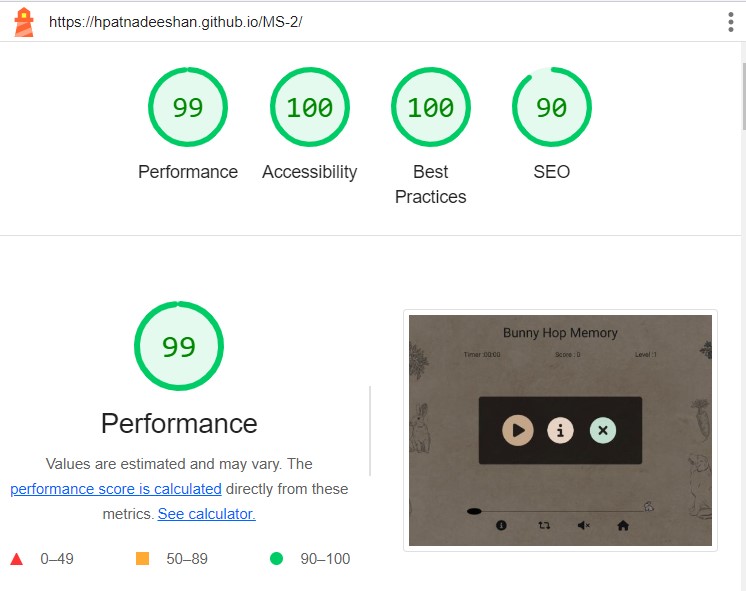 https://hpatnadeeshan.github.io/MS-2/
99
100
100
90
Performance
Accessibility
Best
Practices
SEO
99
Performance
Values are estimated and may vary. The
performance score is calculated directly from these
metrics. See calculator.
0–49
50–89
90–100
Bunny Hop Memory
Timer :00:00
Score : 0
Level :1